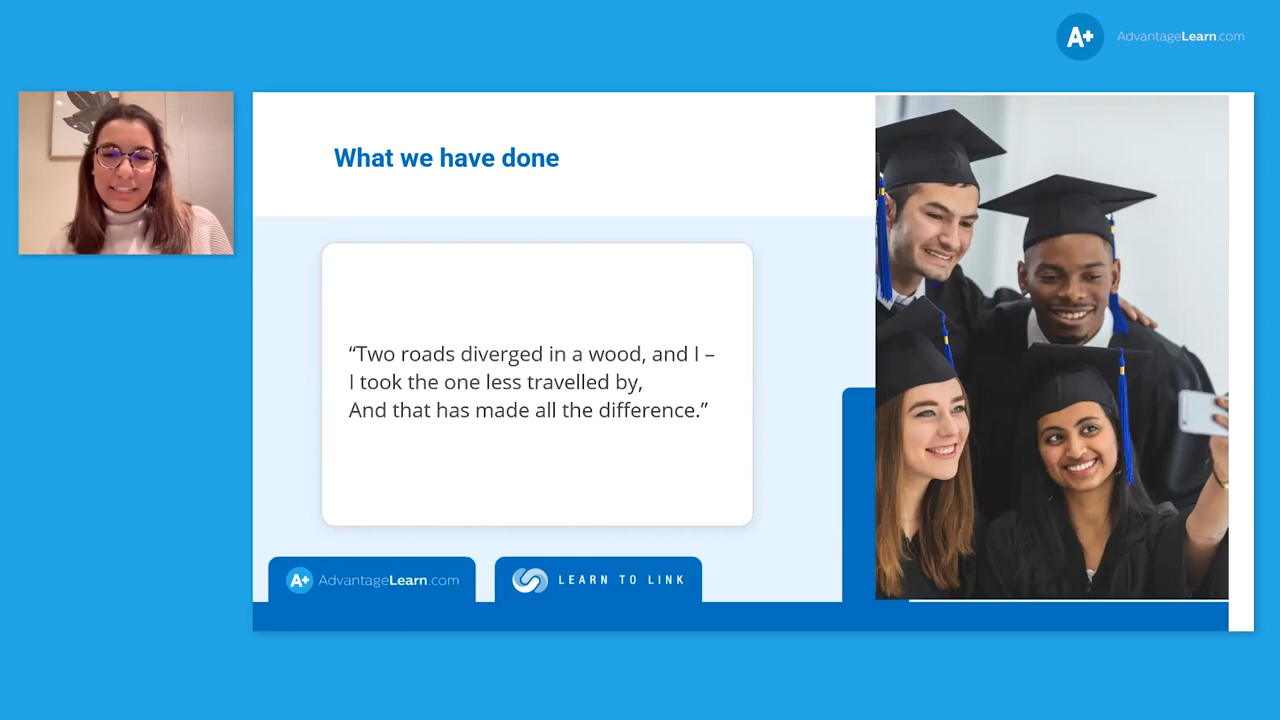 A+ AdvantageLearn.com
What we have done
“Two roads diverged in a wood, and I –
I took the one less travelled by,
And that has made all the difference.”
A+ AdvantageLearn.com
LEARN TO LINK